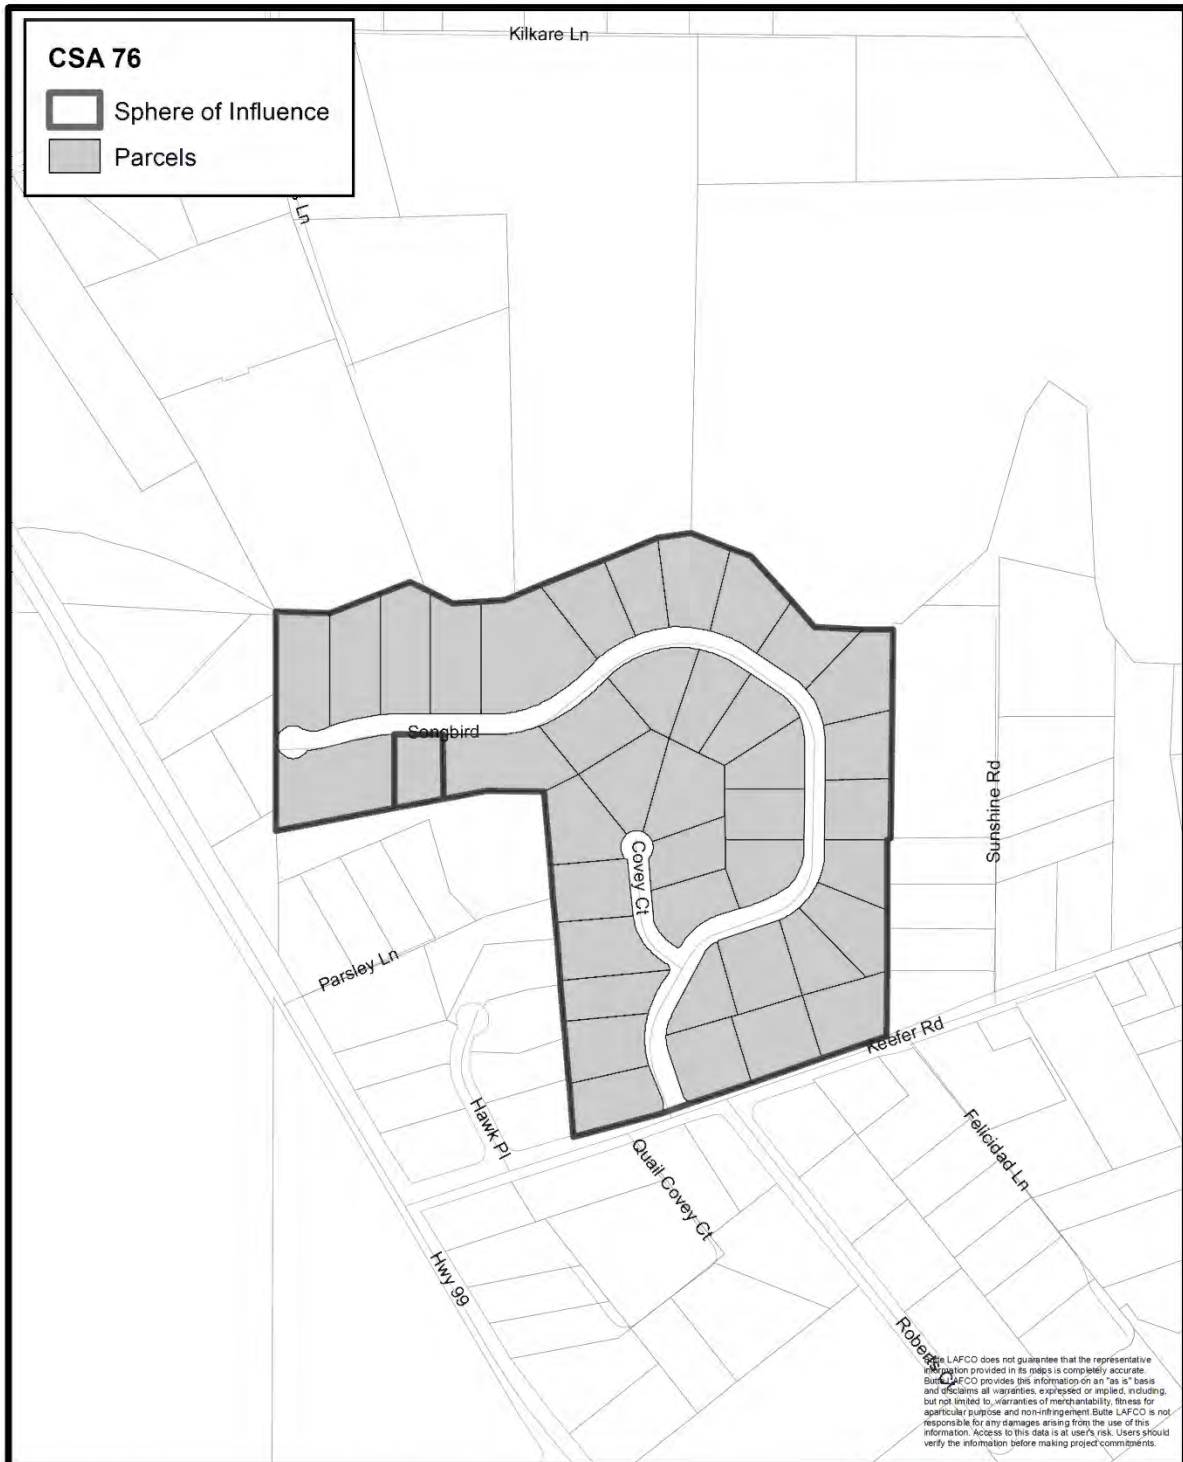 Kilkare Ln
CSA 76
Sphere of Influence
Parcels
Ln
Songbird
Sunshine Rd
Covey Ct
Parsley Ln
Keefer Rd
Hawk Pl
Quail Covey Ct
Felicidad Ln
Hwy 99
Roberts Ct
Butte LAFCO does not guarantee that the representative
information provided in its maps is completely accurate.
Butte LAFCO provides this information on an "as is" basis
and disclaims all warranties, expressed or implied, including,
but not limited to, warranties of merchantability, fitness for
aparticular purpose and non-infringement.Butte LAFCO is not
responsible for any damages arising from the use of this
information. Access to this data is at user's risk. Users should
verify the information before making project commitments.